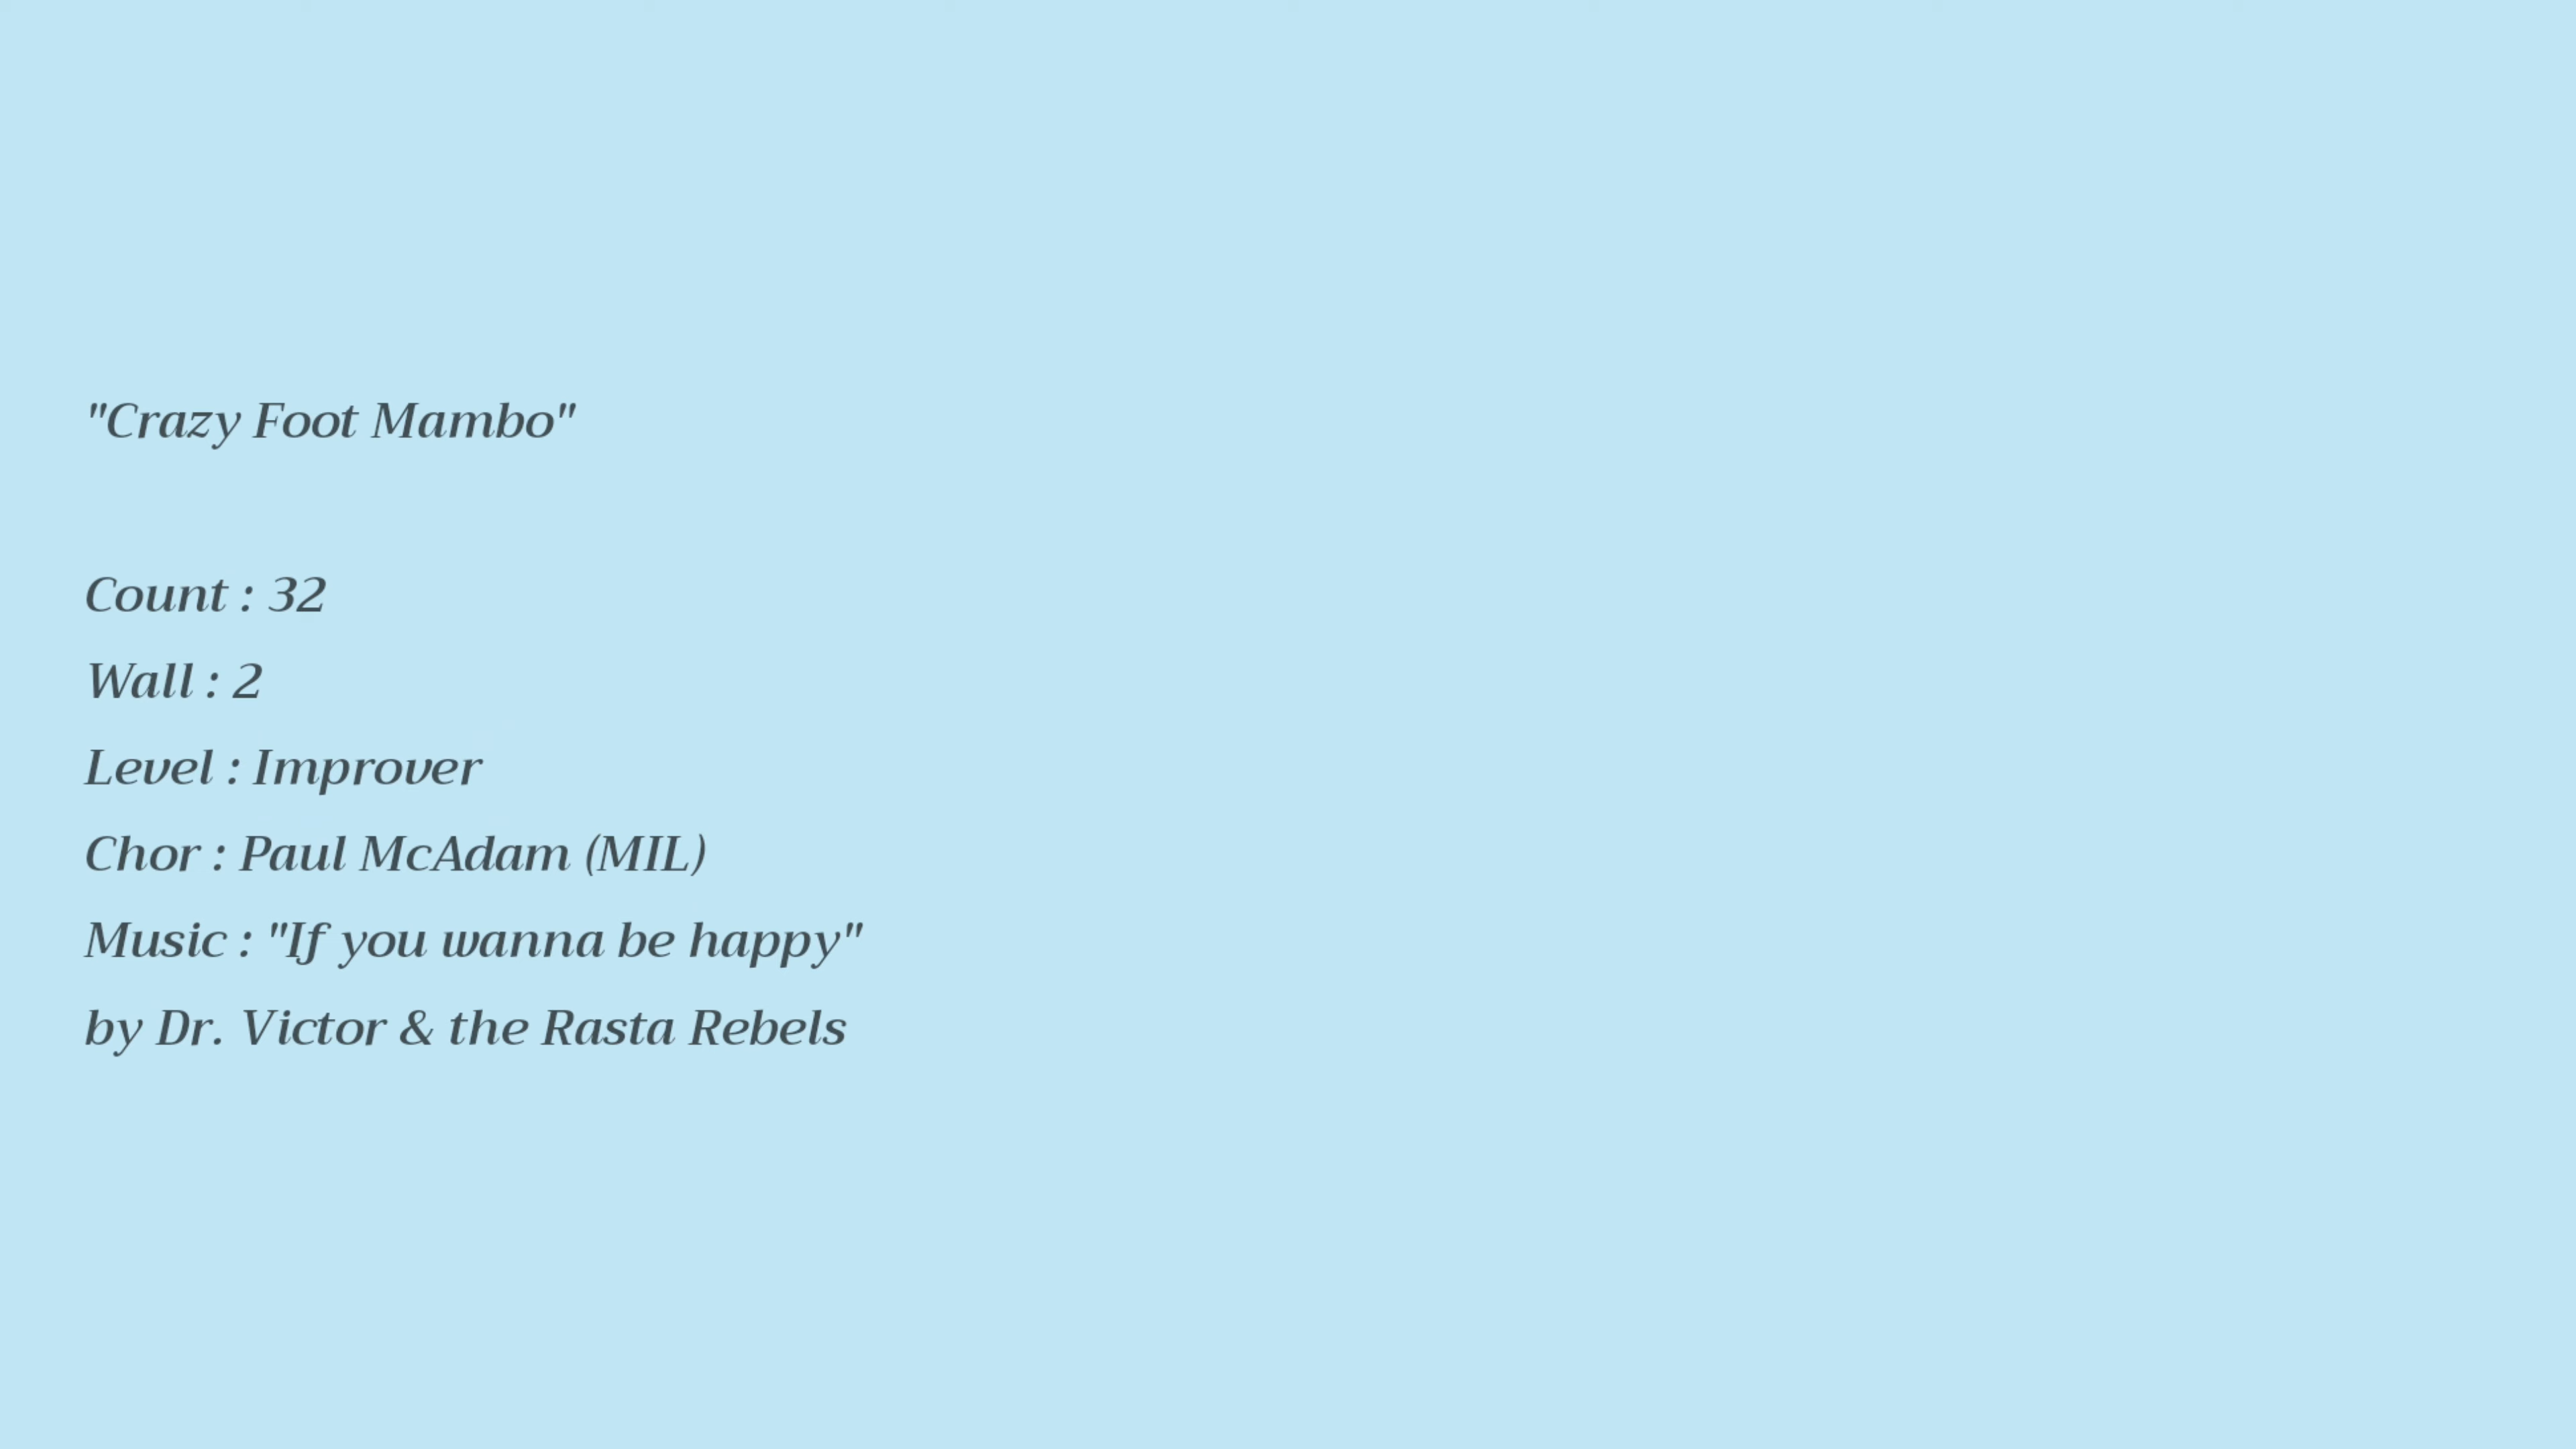 "Crazy Foot Mambo"
Count : 32
Wall : 2
Level : Improver
Chor : Paul McAdam (MIL)
Music : "If you wanna be happy"
by Dr. Victor & the Rasta Rebels